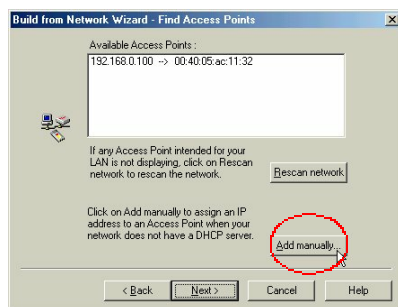 Build from Network Wizard - Find Access Points
Available Access Points :
192.168.0.100 --> 00:40:05:ac:11:32
If any Access Point intended for your
LAN is not displaying, click on Rescan
network to rescan the network.
Rescan network
Click on Add manually to assign an IP
address to an Access Point when your
network does not have a DHCP server.
Add manually...
< Back
Next >
Cancel
Help